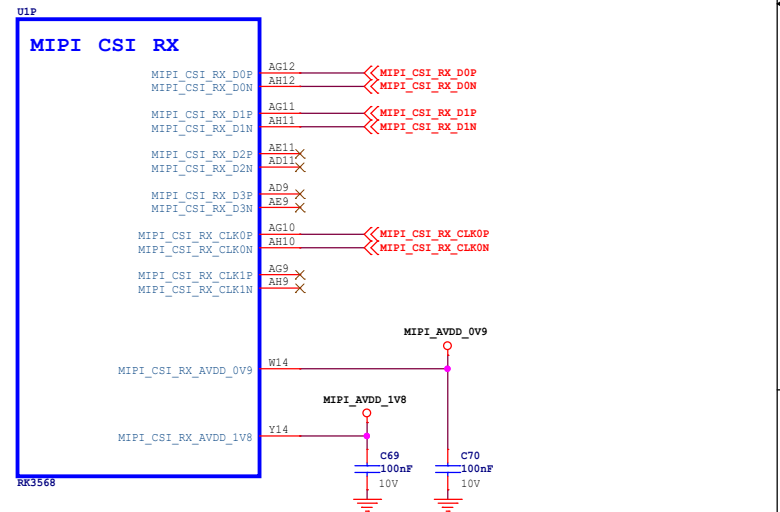 U1P
MIPI CSI RX
MIPI_CSI_RX_D0P AG12 MIPI_CSI_RX_D0P
MIPI_CSI_RX_D0N AH12 MIPI_CSI_RX_D0N
MIPI_CSI_RX_D1P AG11 MIPI_CSI_RX_D1P
MIPI_CSI_RX_D1N AH11 MIPI_CSI_RX_D1N
MIPI_CSI_RX_D2P AE11
MIPI_CSI_RX_D2N AD11
MIPI_CSI_RX_D3P AD9
MIPI_CSI_RX_D3N AE9
MIPI_CSI_RX_CLK0P AG10 MIPI_CSI_RX_CLK0P
MIPI_CSI_RX_CLK0N AH10 MIPI_CSI_RX_CLK0N
MIPI_CSI_RX_CLK1P AG9
MIPI_CSI_RX_CLK1N AH9
MIPI_AVDD_0V9
MIPI_CSI_RX_AVDD_0V9 W14
MIPI_AVDD_1V8
MIPI_CSI_RX_AVDD_1V8 Y14
C69 C70
100nF 100nF
10V 10V
RK3568